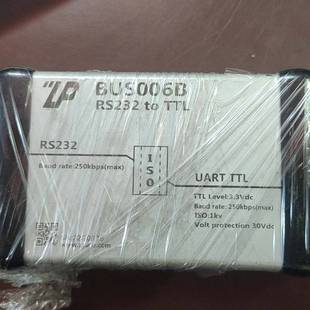 ZP BUS006B
RS232 to TTL
RS232
Baud rate: 250kbps(max)
ISO
UART TTL
TTL Level:3.3Vdc
Baud rate: 250kbps(max)
ISO:1kv
Volt protection 30Vdc